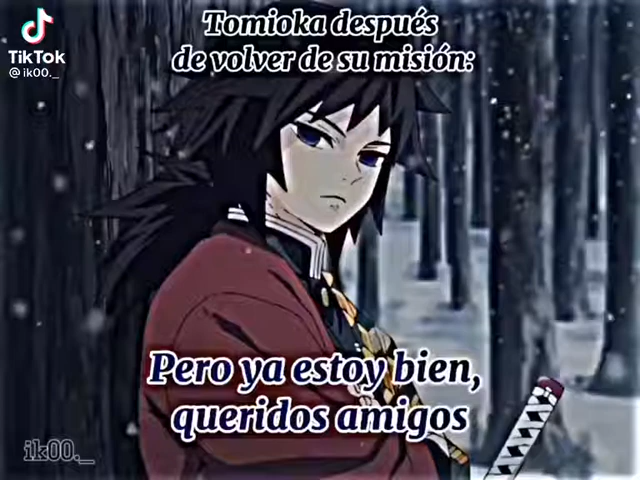 Tomioka después
de volver de su misión:
TikTok
@ik00._
Pero ya estoy bien,
queridos amigos
ik00._